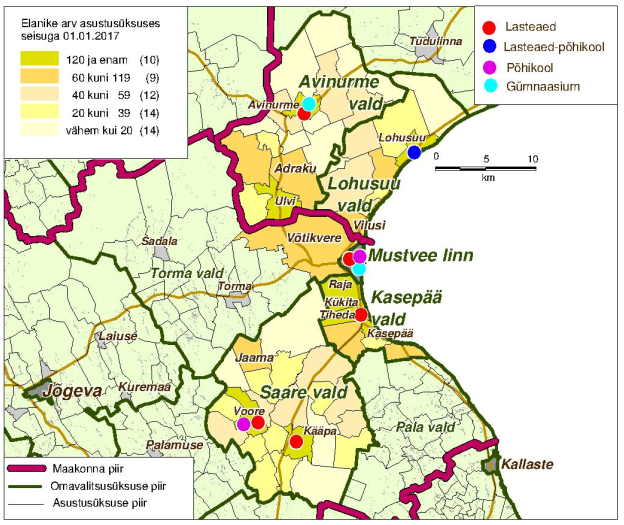 Elanike arv asustusüksuses
seisuga 01.01.2017
120 ja enam (10)
60 kuni 119 (9)
40 kuni 59 (12)
20 kuni 39 (14)
vähem kui 20 (14)
Lasteaed
Lasteaed-põhikool
Põhikool
Gümnaasium
Tudulinna
Avinurme
vald
Avinurme
Lohusuu
0 5 10
km
Adraku
Lohusuu
vald
Ulvi
Vilusi
Võtikvere
Sadala
Mustvee linn
Torma vald
Torma
Raja
Kükita
Tiheda
Kasepää
vald
Kasepää
Laiuse
Jaama
Jõgeva
Kuremaa
Saare vald
Voore
Kääpa
Pala vald
Palamuse
Kallaste
Maakonna piir
Omavalitsusüksuse piir
Asustusüksuse piir